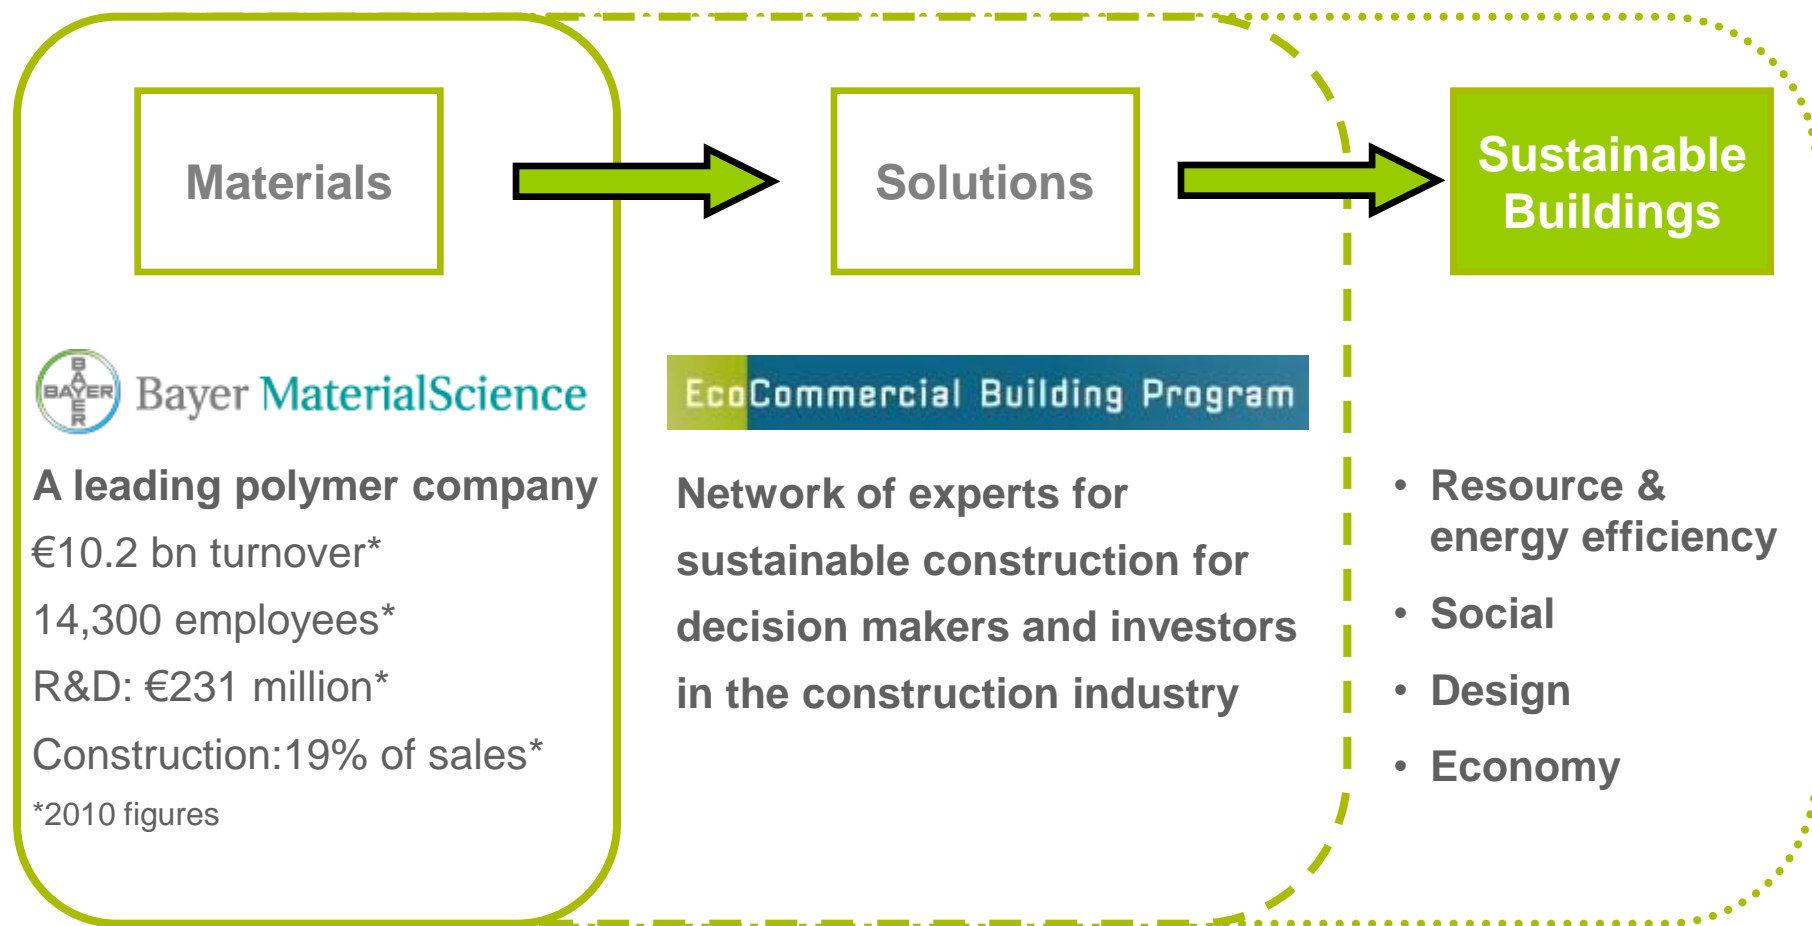 Materials
Solutions
Sustainable
Buildings
BAYER
BAYER
Bayer MaterialScience
EcoCommercial Building Program
A leading polymer company
€10.2 bn turnover*
14,300 employees*
R&D: €231 million*
Construction:19% of sales*
*2010 figures
Network of experts for
sustainable construction for
decision makers and investors
in the construction industry
• Resource &
energy efficiency
• Social
• Design
• Economy